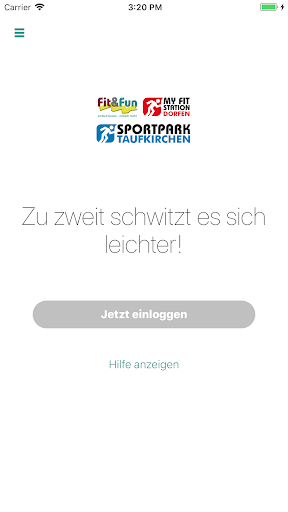 Carrier 3:20 PM
Fit&Fun
MY FIT
STATION
DORFEN
SPORTPARK
TAUFKIRCHEN
Zu zweit schwitzt es sich
leichter!
Jetzt einloggen
Hilfe anzeigen